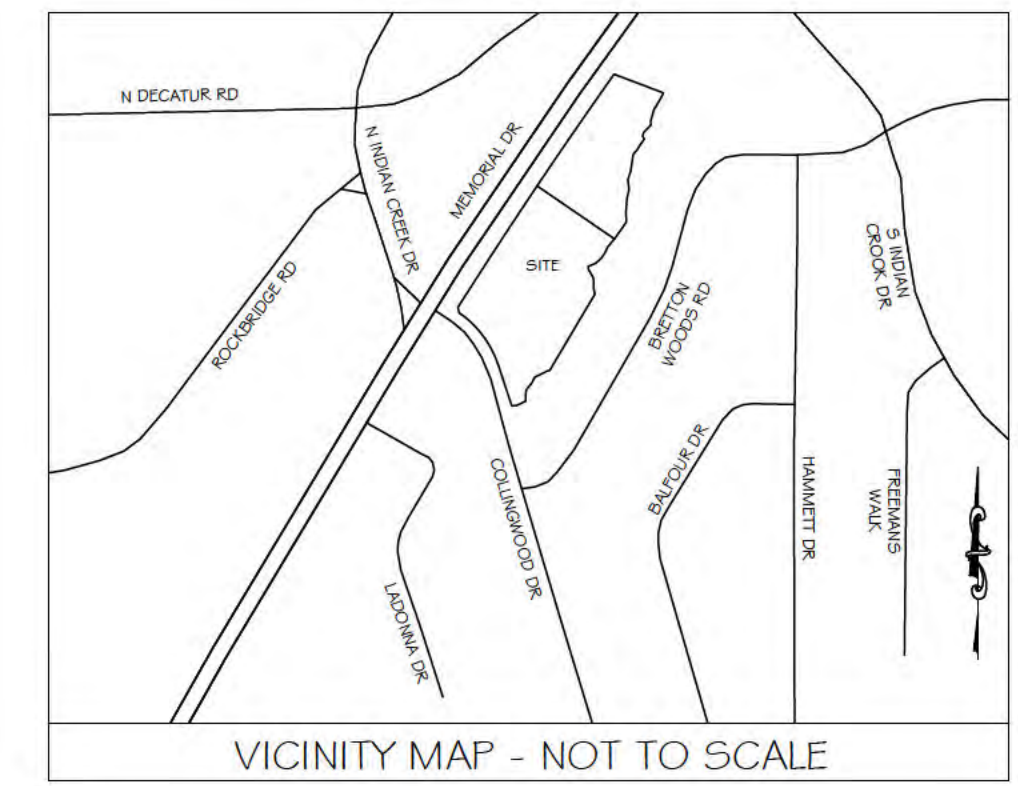 N DECATUR RD
N INDIAN CREEK DR
MEMORIAL DR
ROCKBRIDGE RD
SITE
BRETTON
WOODS RD
S INDIAN
CROOK DR
BALFOUR DR
COLLINGWOOD DR
HAMMETT DR
FREEMANS
WALK
LADONNA DR
VICINITY MAP - NOT TO SCALE